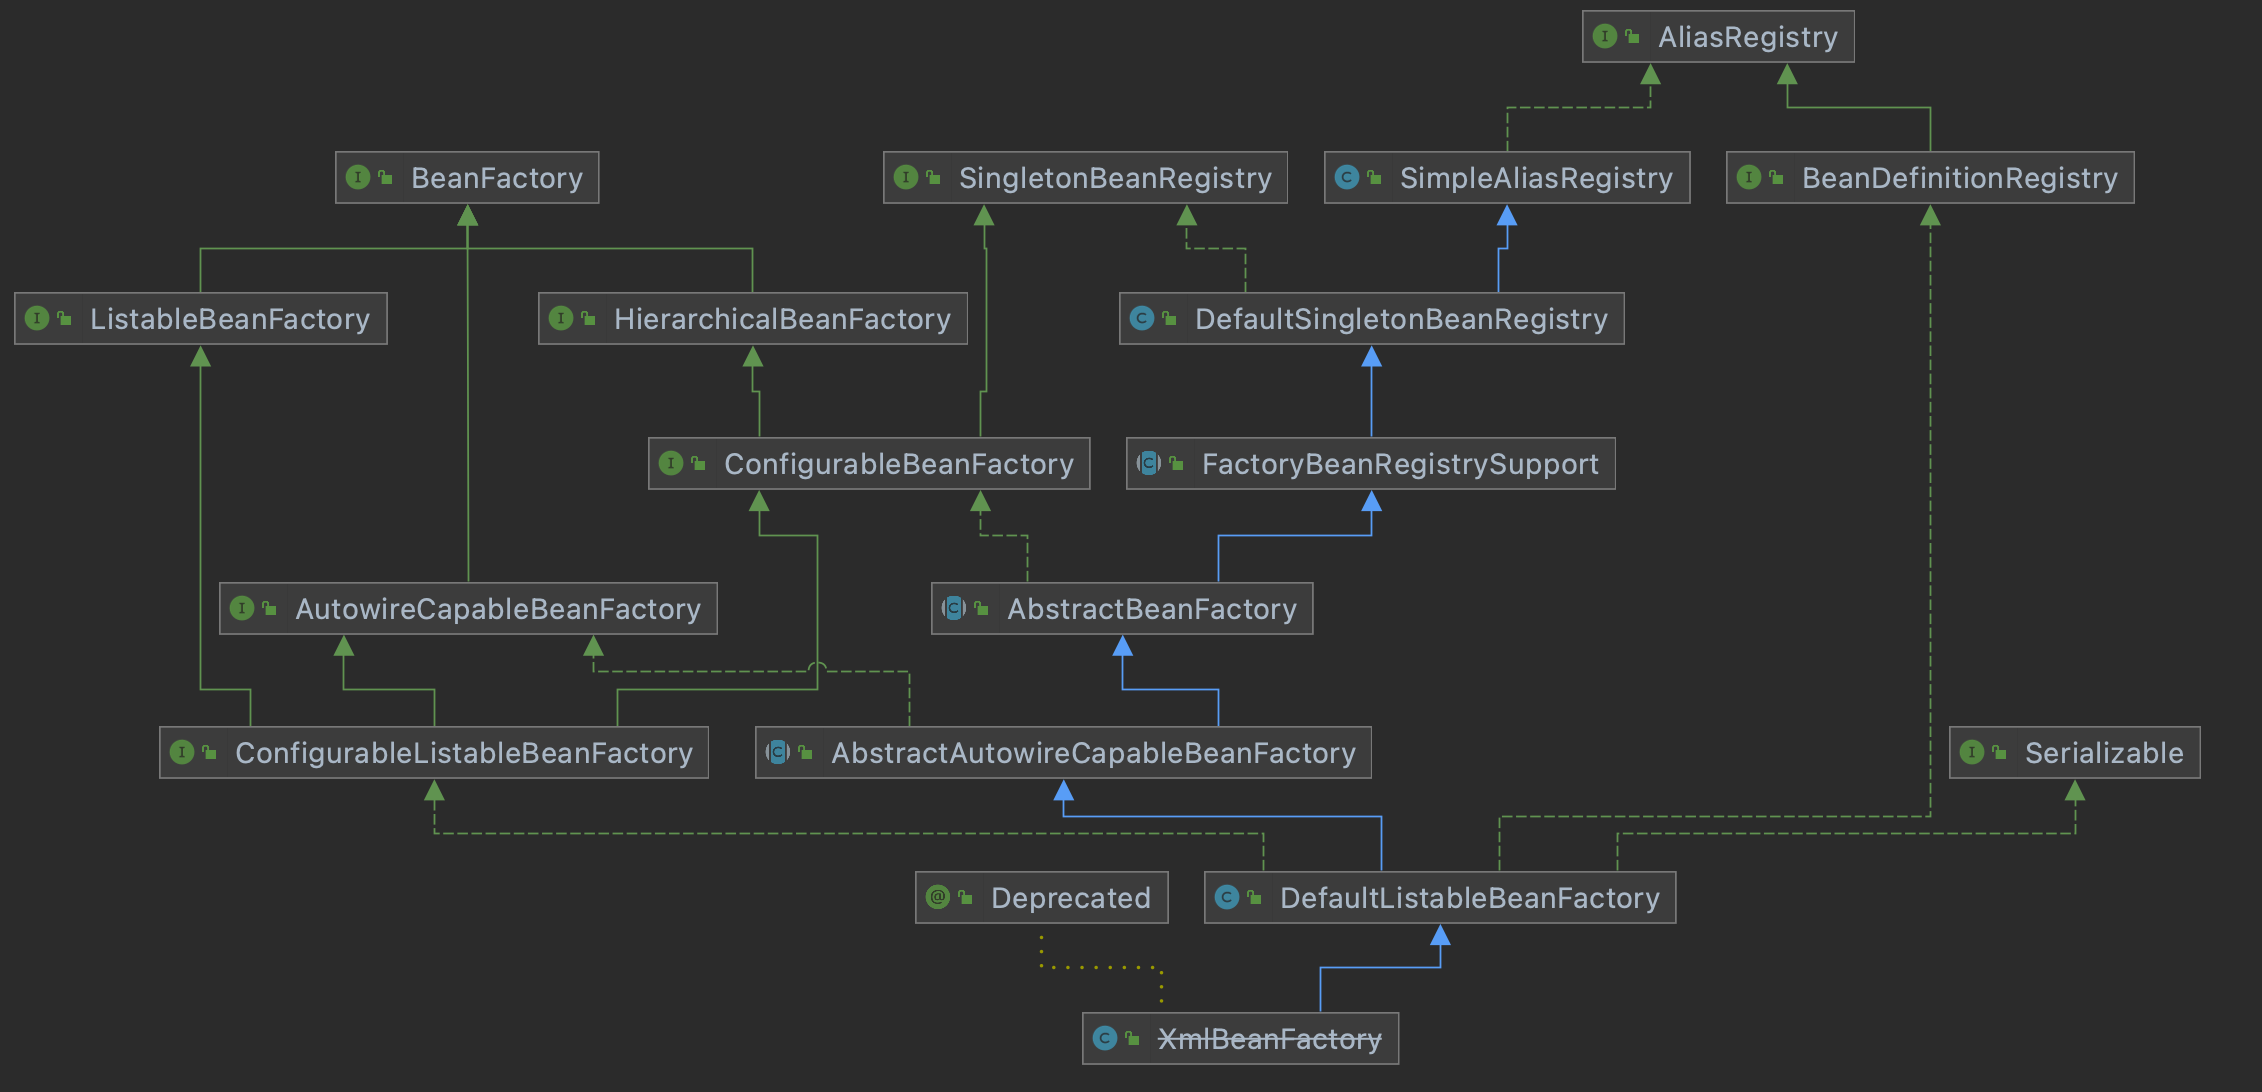 AliasRegistry
BeanFactory
SingletonBeanRegistry
SimpleAliasRegistry
BeanDefinitionRegistry
ListableBeanFactory
HierarchicalBeanFactory
DefaultSingletonBeanRegistry
ConfigurableBeanFactory
FactoryBeanRegistrySupport
AutowireCapableBeanFactory
AbstractBeanFactory
ConfigurableListableBeanFactory
AbstractAutowireCapableBeanFactory
Serializable
Deprecated
DefaultListableBeanFactory
XmlBeanFactory